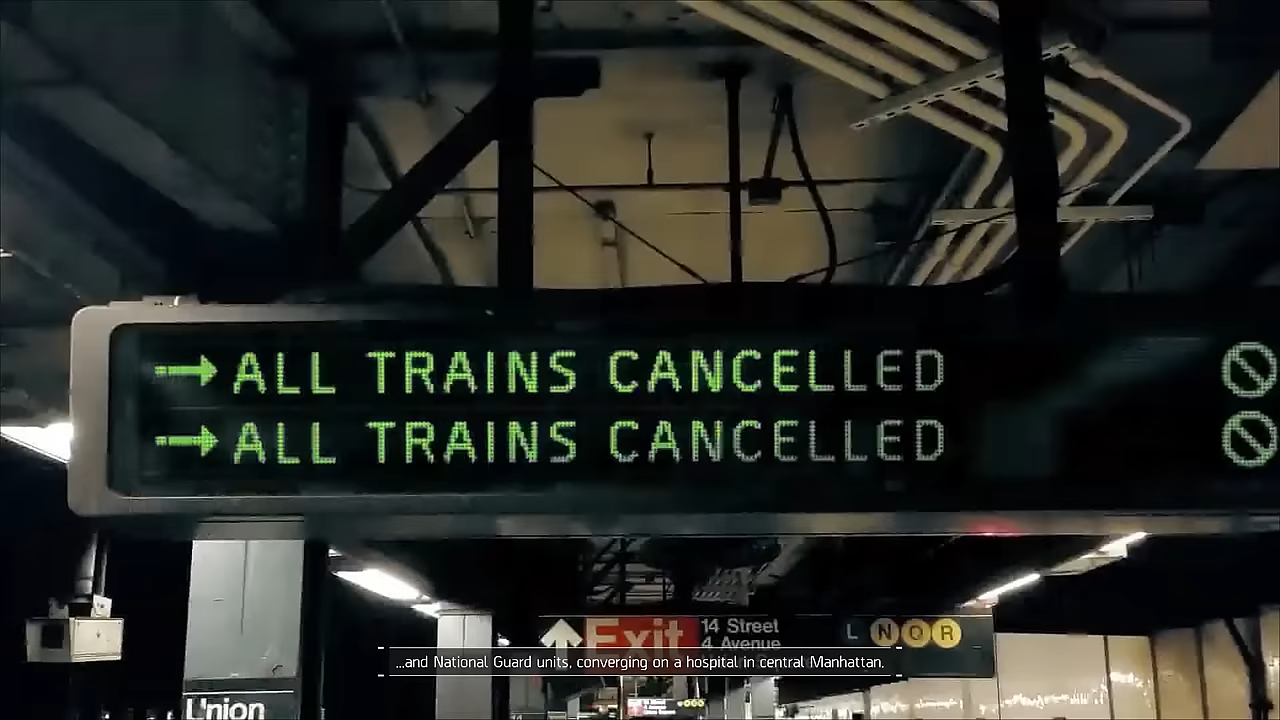 →ALL TRAINS CANCELLED
→ALL TRAINS CANCELLED
Exit 14 Street L N Q R
4 Avenue
...and National Guard units, converging on a hospital in central Manhattan.
Union